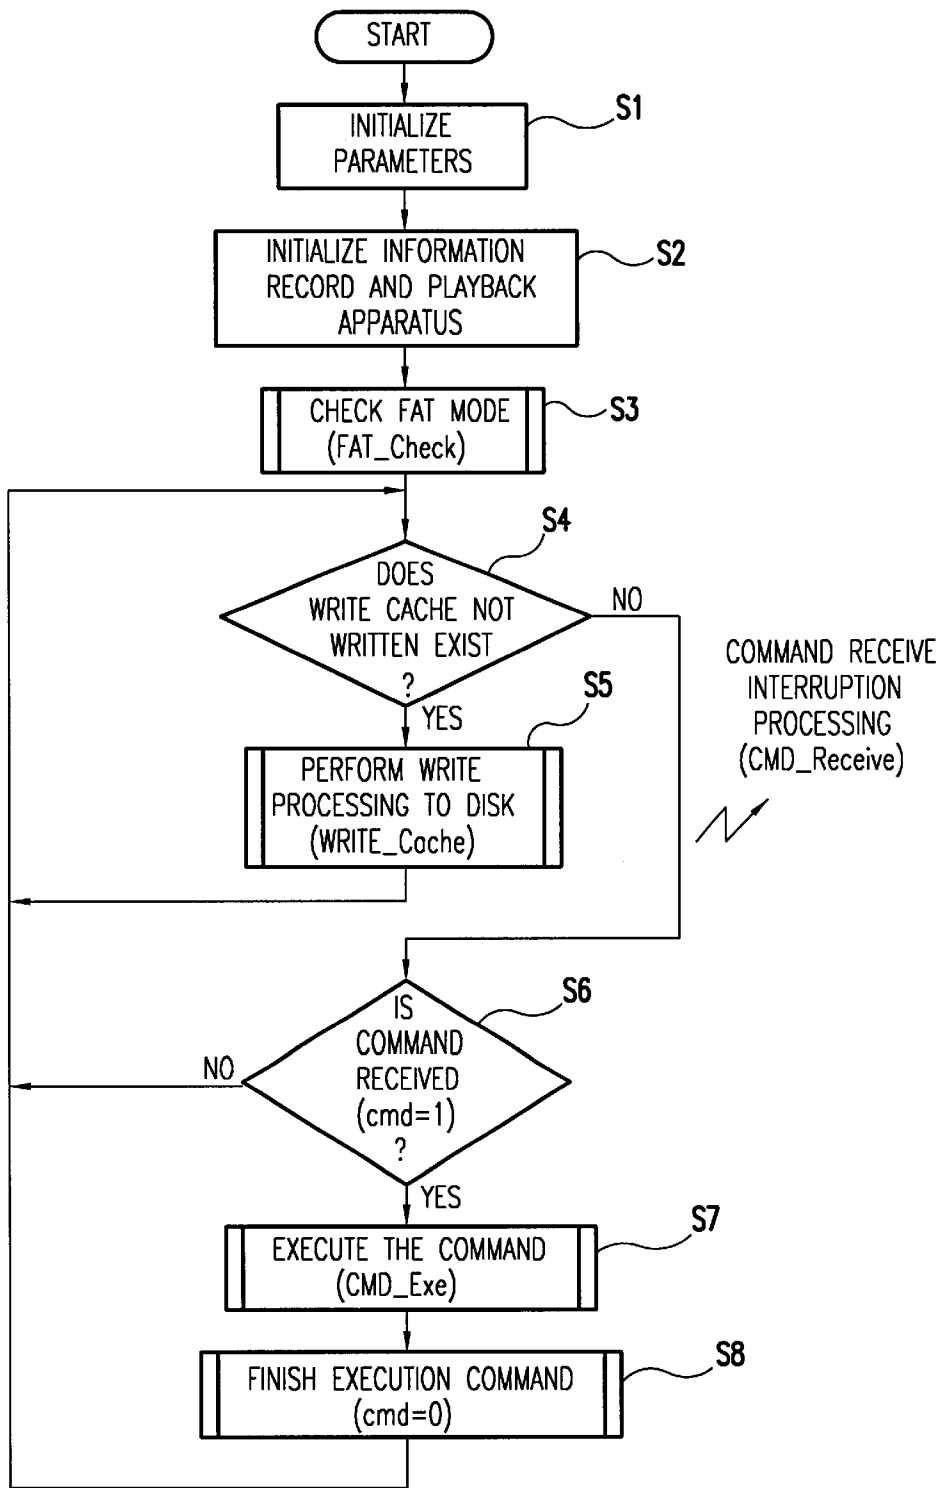 START
S1
INITIALIZE
PARAMETERS
S2
INITIALIZE INFORMATION
RECORD AND PLAYBACK
APPARATUS
S3
CHECK FAT MODE
(FAT_Check)
S4
DOES
WRITE CACHE NOT
WRITTEN EXIST
?
NO
YES
COMMAND RECEIVE
INTERRUPTION
PROCESSING
(CMD_Receive)
S5
PERFORM WRITE
PROCESSING TO DISK
(WRITE_Cache)
S6
IS
COMMAND
RECEIVED
(cmd=1)
?
NO
YES
S7
EXECUTE THE COMMAND
(CMD_Exe)
S8
FINISH EXECUTION COMMAND
(cmd=0)